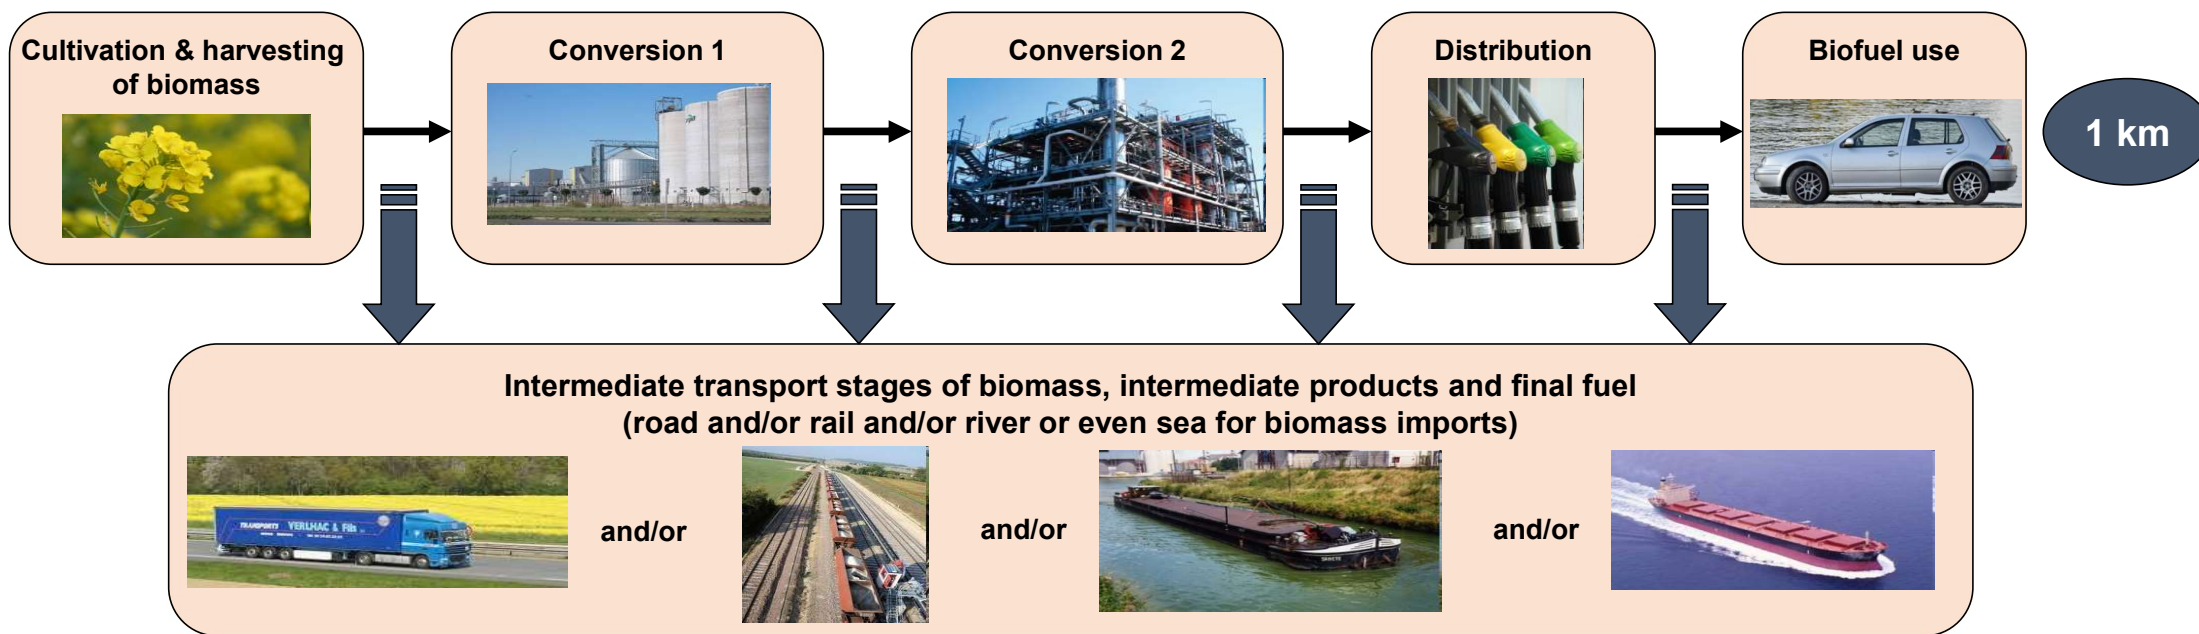 Cultivation & harvesting
of biomass
Conversion 1
Conversion 2
Distribution
Biofuel use
1 km
Intermediate transport stages of biomass, intermediate products and final fuel
(road and/or rail and/or river or even sea for biomass imports)
TRANSPORTS VERLHAC & Fils
and/or
and/or
and/or